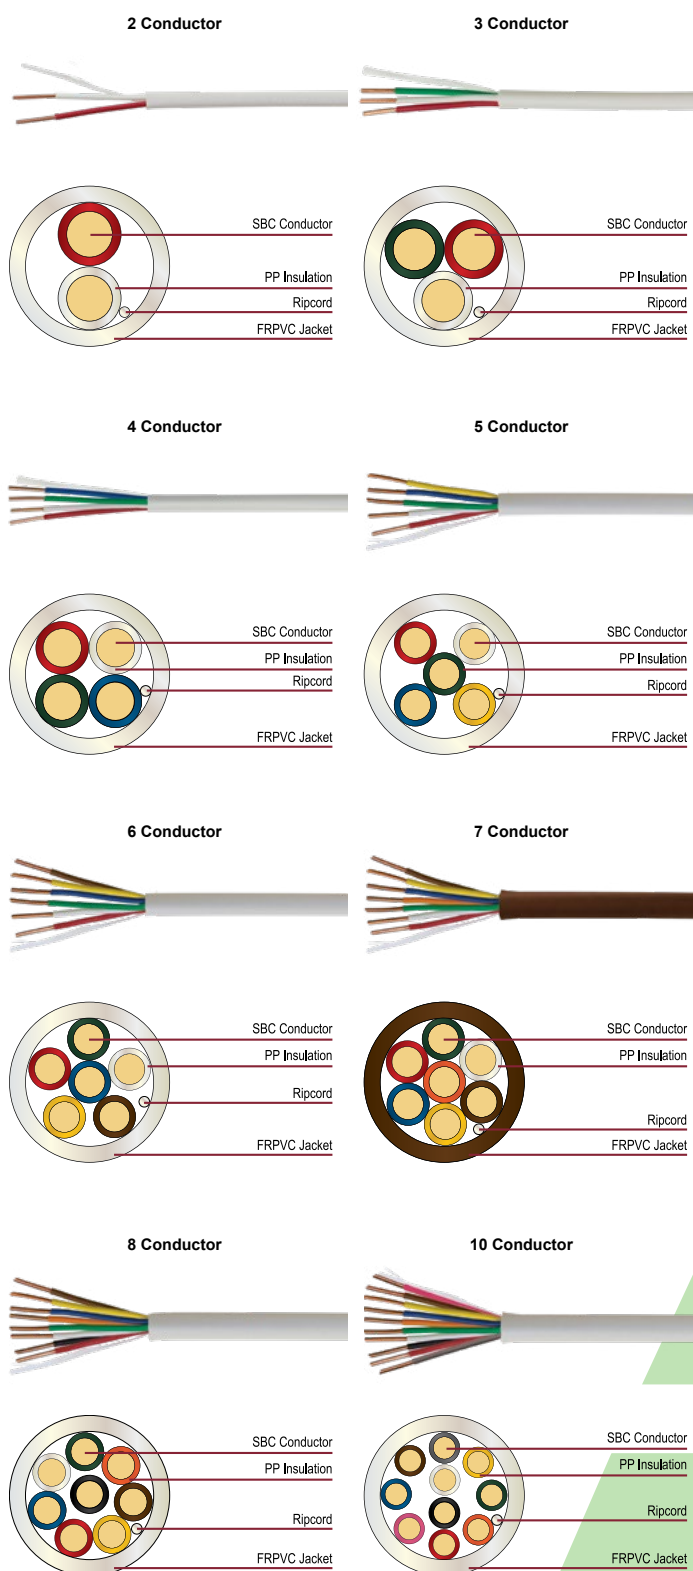 2 Conductor
SBC Conductor
PP Insulation
Ripcord
FRPVC Jacket
3 Conductor
SBC Conductor
PP Insulation
Ripcord
FRPVC Jacket
4 Conductor
SBC Conductor
PP Insulation
Ripcord
FRPVC Jacket
5 Conductor
SBC Conductor
PP Insulation
Ripcord
FRPVC Jacket
6 Conductor
SBC Conductor
PP Insulation
Ripcord
FRPVC Jacket
7 Conductor
SBC Conductor
PP Insulation
Ripcord
FRPVC Jacket
8 Conductor
SBC Conductor
PP Insulation
Ripcord
FRPVC Jacket
10 Conductor
SBC Conductor
PP Insulation
Ripcord
FRPVC Jacket